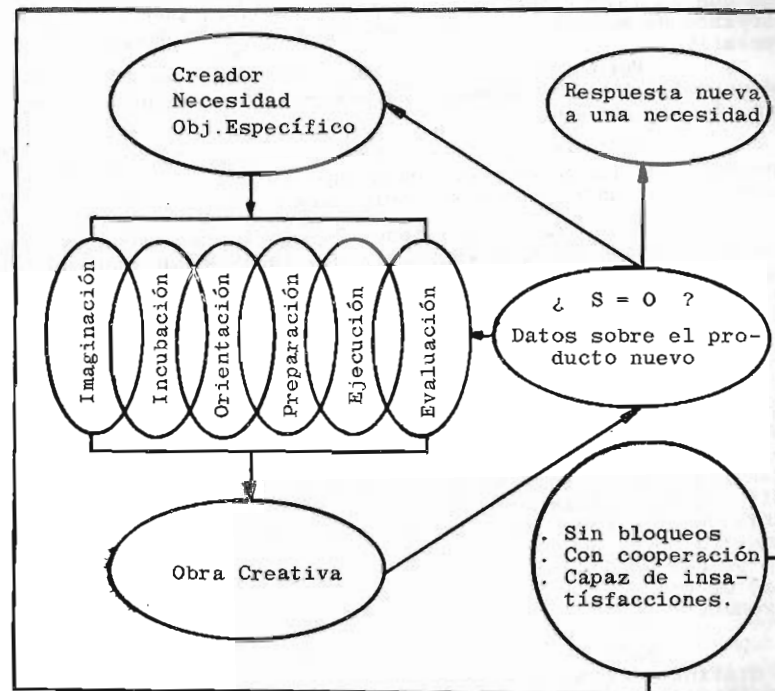 Creador
Necesidad
Obj.Específico
Respuesta nueva
a una necesidad
Imaginación
Incubación
Orientación
Preparación
Ejecución
Evaluación
¿ S = O ?
Datos sobre el pro-
ducto nuevo
Obra Creativa
. Sin bloqueos
. Con cooperación
. Capaz de insa-
tísfacciones.